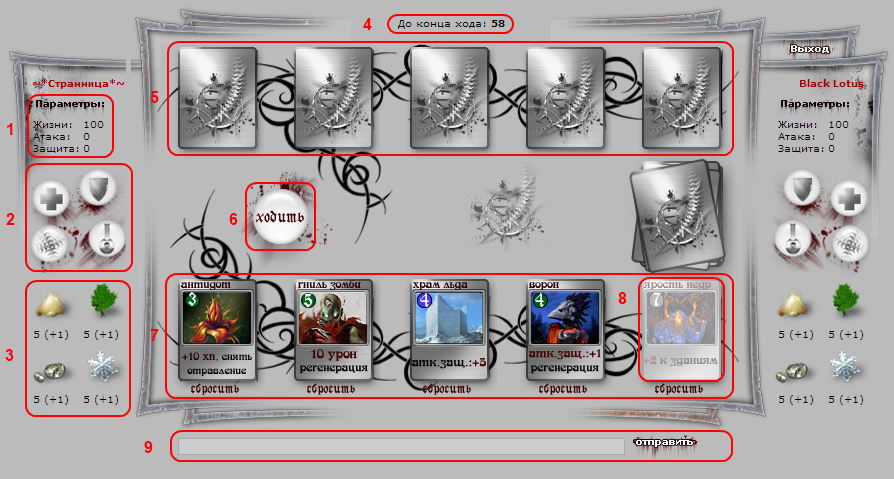 4 До конца хода: 58
Выход
~*Странница*~
Black Lotus
Параметры:
Параметры:
1
Жизни: 100
Атака: 0
Защита: 0
Жизни: 100
Атака: 0
Защита: 0
5
2
6 ходить
3
5 (+1) 5 (+1)
5 (+1) 5 (+1)
7
антидот
3
+10 хп, снять
отравление
сбросить
гниль зомби
5
10 урон
регенерация
сбросить
храм льда
4
атк.защ.:+5
сбросить
ворон
4
атк.защ.:+1
регенерация
сбросить
8
ярость недр
7
+2 к зданиям
сбросить
5 (+1) 5 (+1)
5 (+1) 5 (+1)
9
отправить